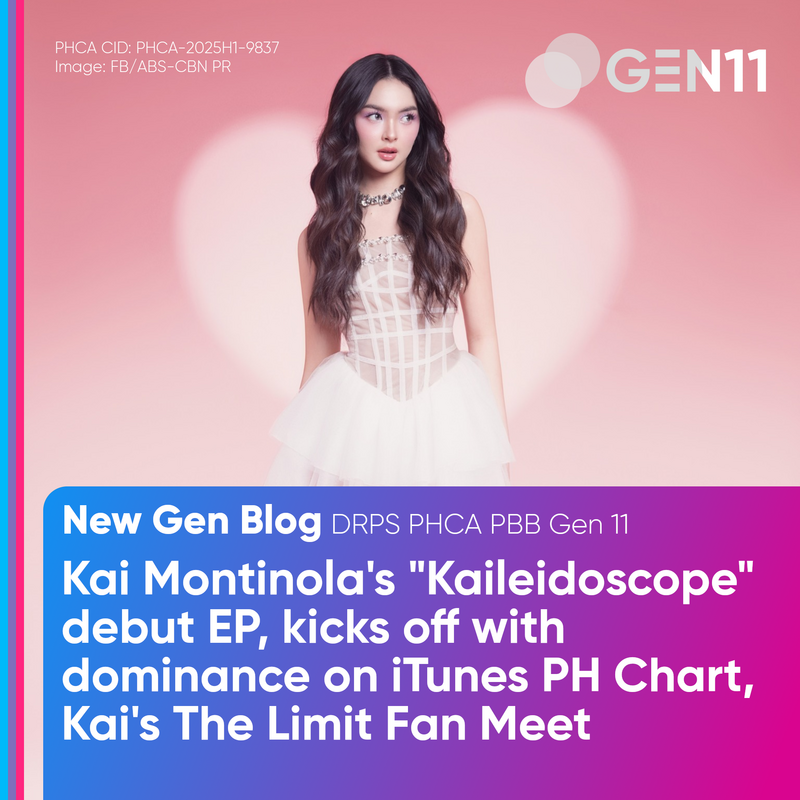 PHCA CID: PHCA-2025H1-9837
Image: FB/ABS-CBN PR
GEN11
New Gen Blog DRPS PHCA PBB Gen 11
Kai Montinola's "Kaileidoscope"
debut EP, kicks off with
dominance on iTunes PH Chart,
Kai's The Limit Fan Meet